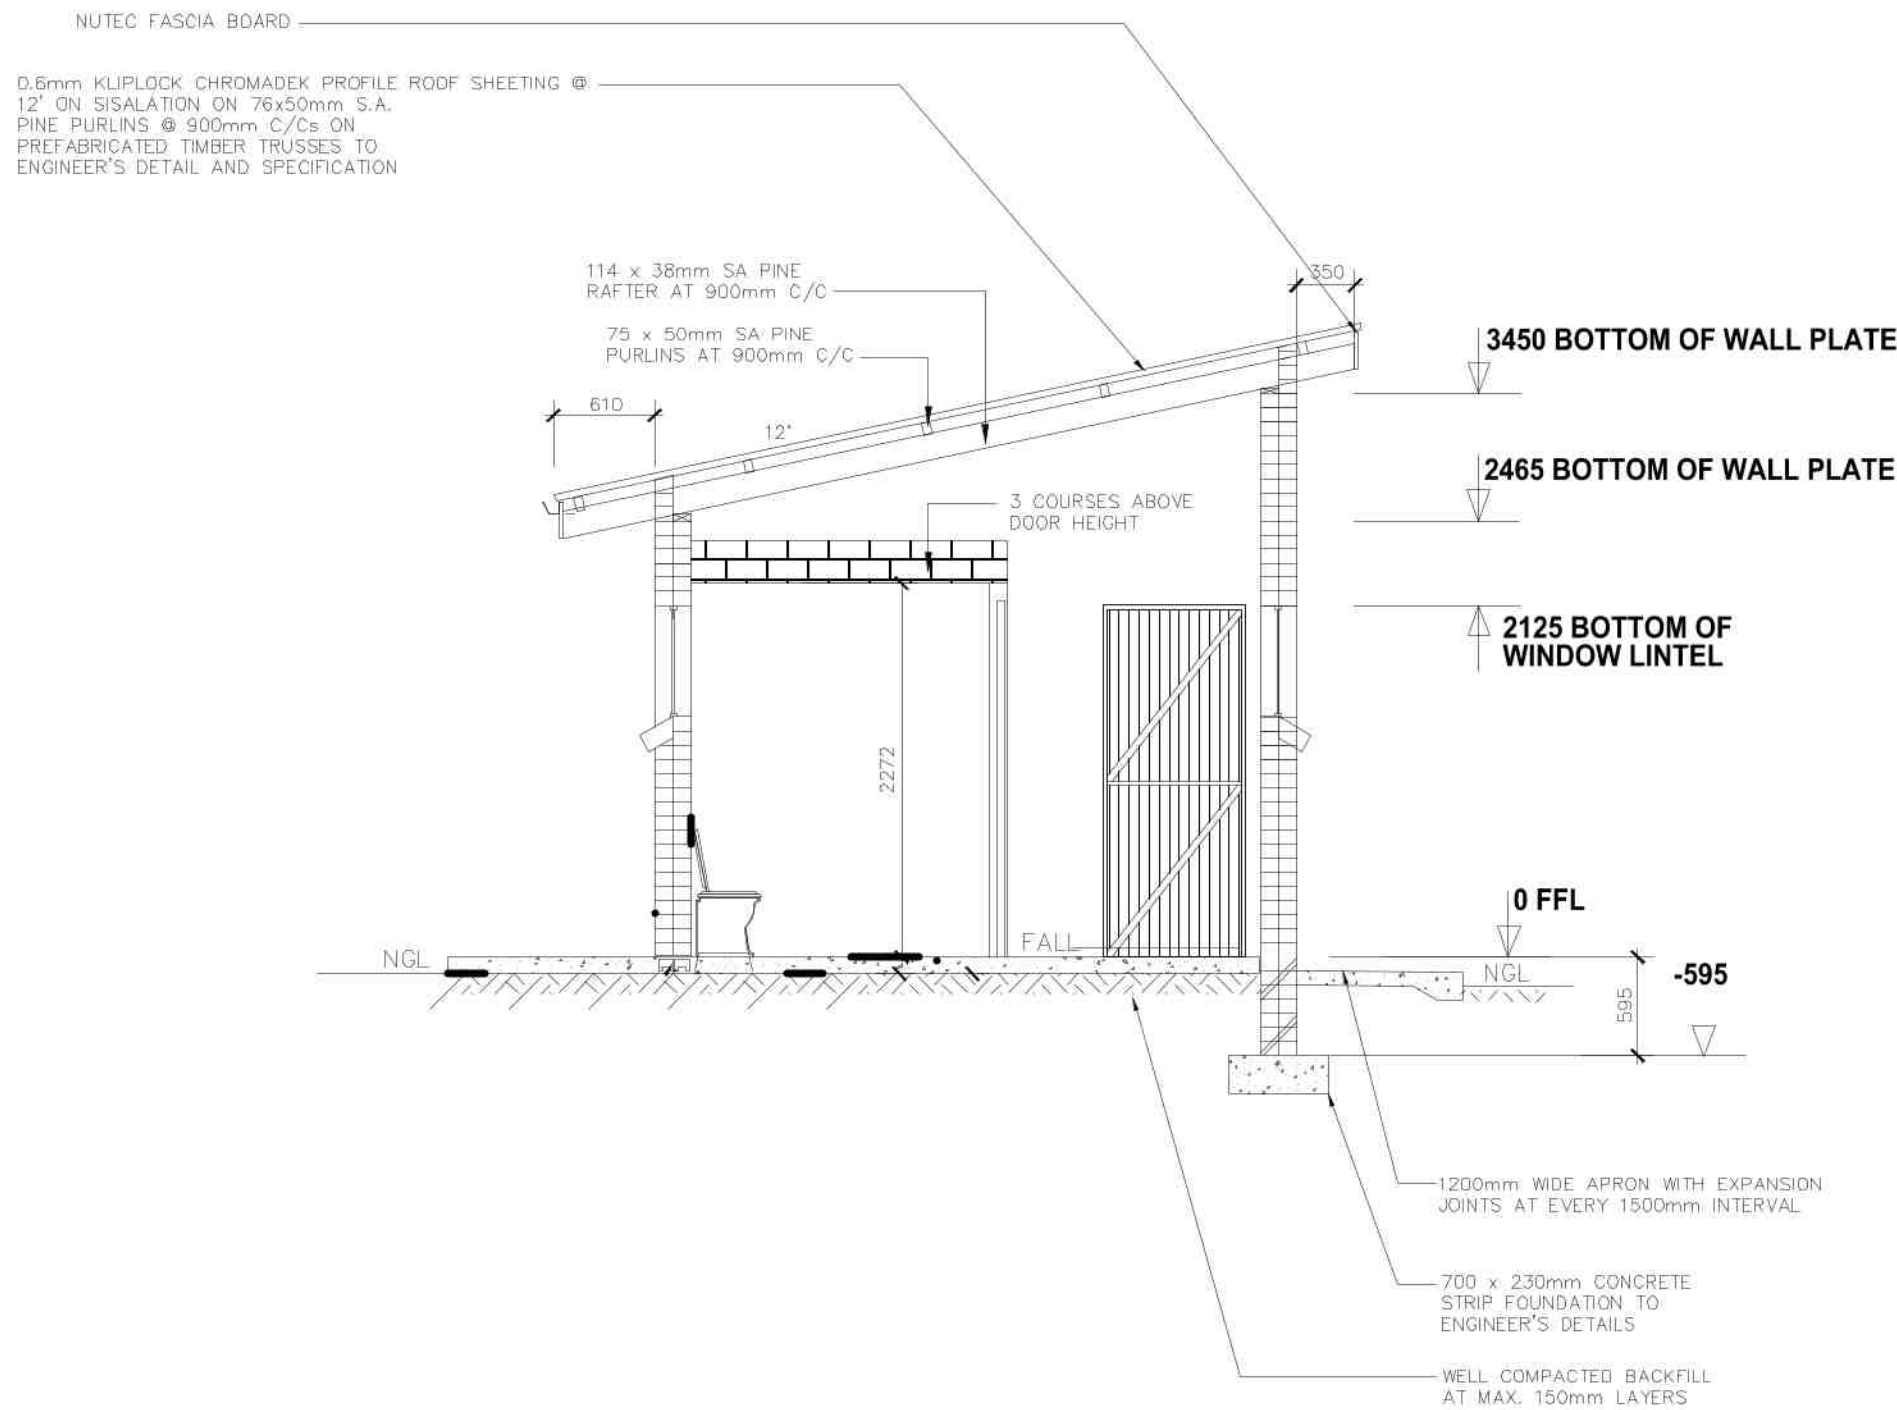 NUTEC FASCIA BOARD
0.6mm KLIPLOCK CHROMADEK PROFILE ROOF SHEETING @
12° ON SISALATION ON 76x50mm S.A.
PINE PURLINS @ 900mm C/Cs ON
PREFABRICATED TIMBER TRUSSES TO
ENGINEER'S DETAIL AND SPECIFICATION
114 x 38mm SA PINE
RAFTER AT 900mm C/C
75 x 50mm SA PINE
PURLINS AT 900mm C/C
350
3450 BOTTOM OF WALL PLATE
610
12°
2465 BOTTOM OF WALL PLATE
3 COURSES ABOVE
DOOR HEIGHT
2125 BOTTOM OF
WINDOW LINTEL
2272
0 FFL
FALL
NGL
NGL
-595
595
1200mm WIDE APRON WITH EXPANSION
JOINTS AT EVERY 1500mm INTERVAL
700 x 230mm CONCRETE
STRIP FOUNDATION TO
ENGINEER'S DETAILS
WELL COMPACTED BACKFILL
AT MAX. 150mm LAYERS